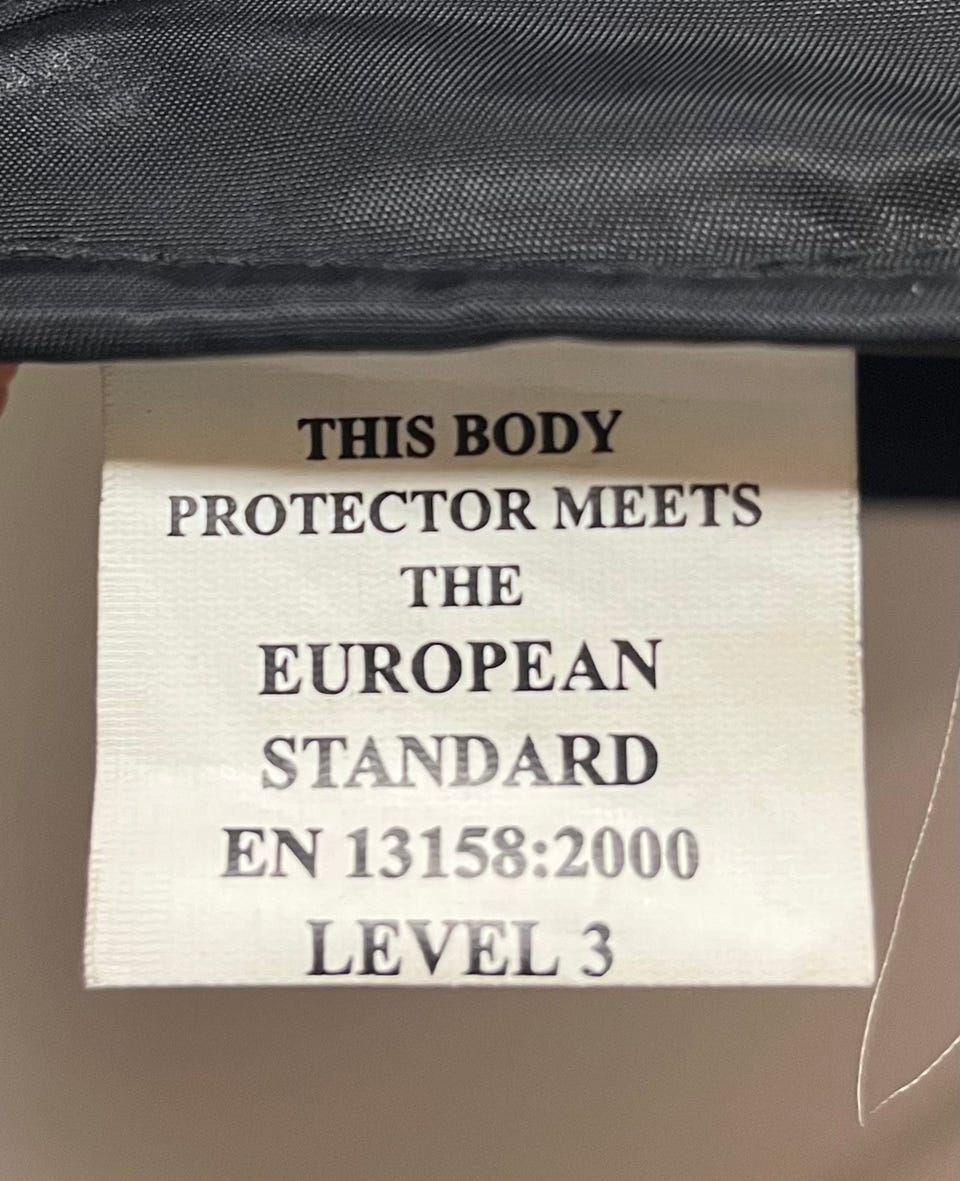 THIS BODY
PROTECTOR MEETS
THE
EUROPEAN
STANDARD
EN 13158:2000
LEVEL 3